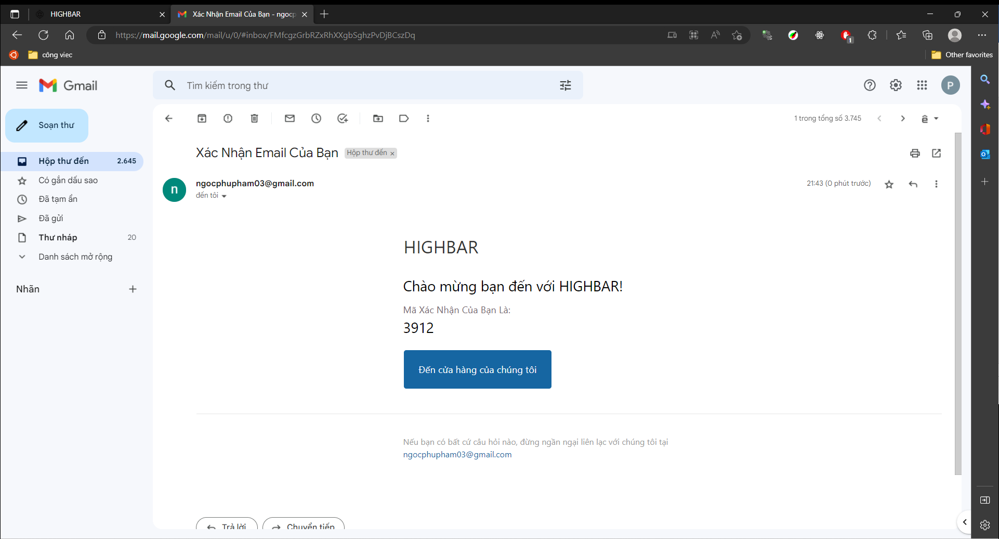 HIGHBAR
Xác Nhận Email Của Bạn - ngocp
https://mail.google.com/mail/u/0/#inbox/FMfcgzGrbRZxRhXXgbSghzPvDjBCszDq
1
công viec
Other favorites
Gmail
Tìm kiếm trong thư
P
Soạn thư
1 trong tổng số 3.745
Hộp thư đến 2.645
Có gắn dấu sao
Đã tạm ẩn
Đã gửi
Thư nháp 20
Danh sách mở rộng
Nhãn
Xác Nhận Email Của Bạn Hộp thư đến x
n
ngocphupham03@gmail.com
21:43 (0 phút trước)
đến tôi
HIGHBAR
Chào mừng bạn đến với HIGHBAR!
Mã Xác Nhận Của Bạn Là:
3912
Đến cửa hàng của chúng tôi
Nếu bạn có bất cứ câu hỏi nào, đừng ngần ngại liên lạc với chúng tôi tại
ngocphupham03@gmail.com
Trả lời Chuyển tiếp